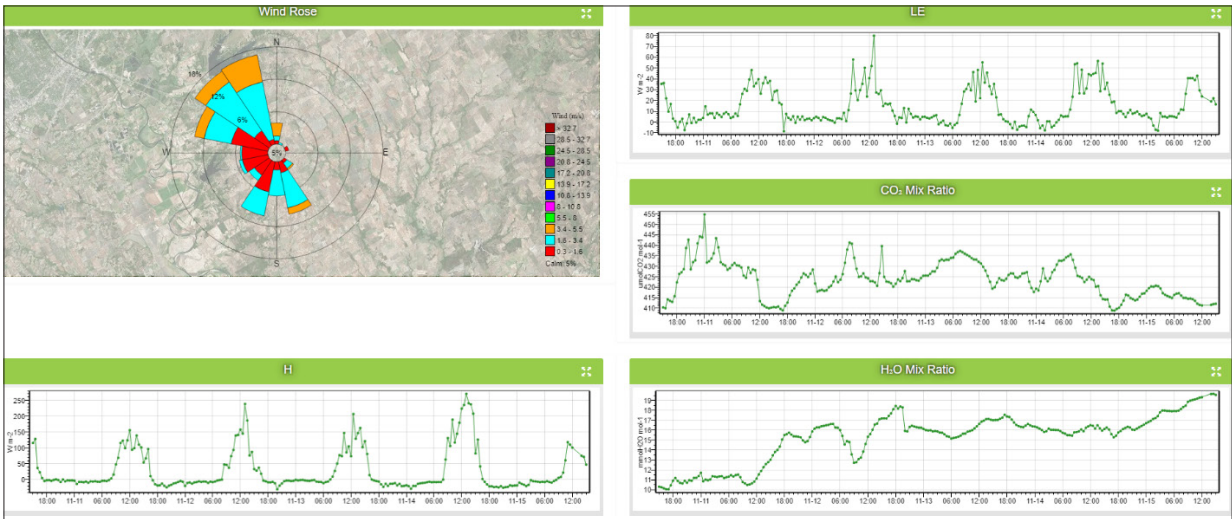 Wind Rose
N
18%
12%
6%
W
5%
E
S
Wind (m/s)
> 32.7
28.5 - 32.7
24.5 - 28.5
20.8 - 24.5
17.2 - 20.8
13.9 - 17.2
10.8 - 13.9
8 - 10.8
5.5 - 8
3.4 - 5.5
1.6 - 3.4
0.3 - 1.6
Calm: 5%
LE
W m-2
80
70
60
50
40
30
20
10
0
-10
18:00 11-11 06:00 12:00 18:00 11-12 06:00 12:00 18:00 11-13 06:00 12:00 18:00 11-14 06:00 12:00 18:00 11-15 06:00 12:00
CO₂ Mix Ratio
umolCO2 mol-1
455
445
440
435
430
425
420
415
410
18:00 11-11 06:00 12:00 18:00 11-12 06:00 12:00 18:00 11-13 06:00 12:00 18:00 11-14 06:00 12:00 18:00 11-15 06:00 12:00
H
W m-2
250
200
150
100
50
0
18:00 11-11 06:00 12:00 18:00 11-12 06:00 12:00 18:00 11-13 06:00 12:00 18:00 11-14 06:00 12:00 18:00 11-15 06:00 12:00
H₂O Mix Ratio
mmolH2O mol-1
19
18
17
16
15
14
13
12
11
10
18:00 11-11 06:00 12:00 18:00 11-12 06:00 12:00 18:00 11-13 06:00 12:00 18:00 11-14 06:00 12:00 18:00 11-15 06:00 12:00